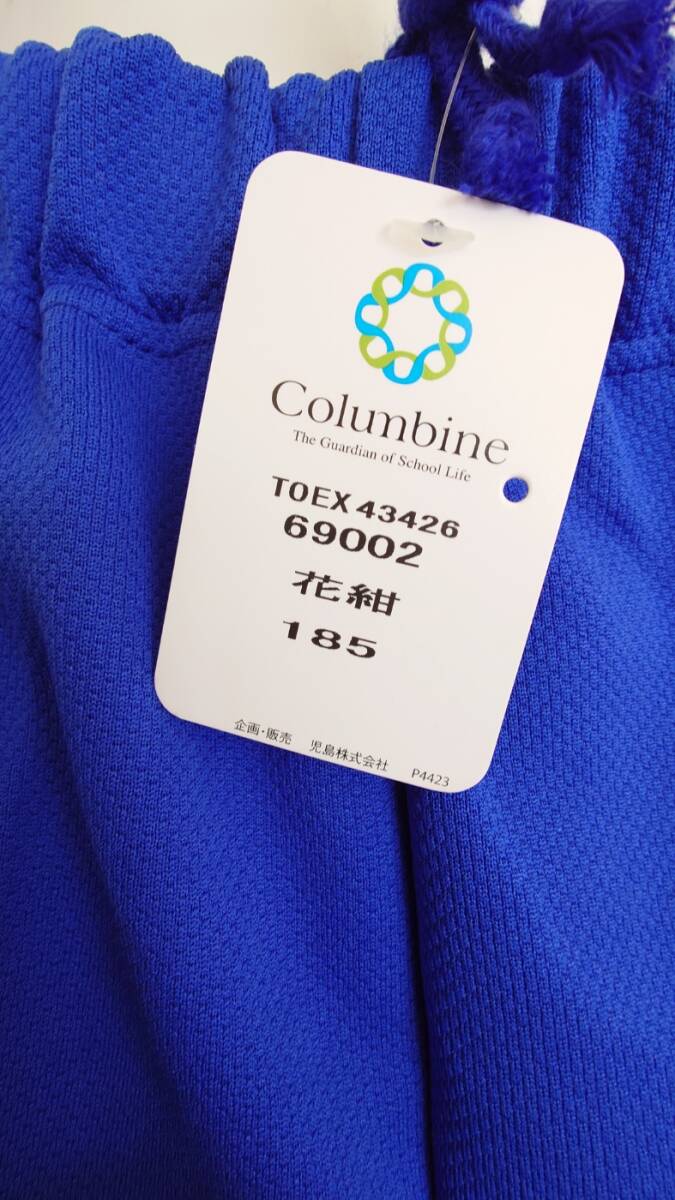 Columbine
The Guardian of School Life
TOEX 43426
69002
花紺
185
企画・販売 児島株式会社 P4423